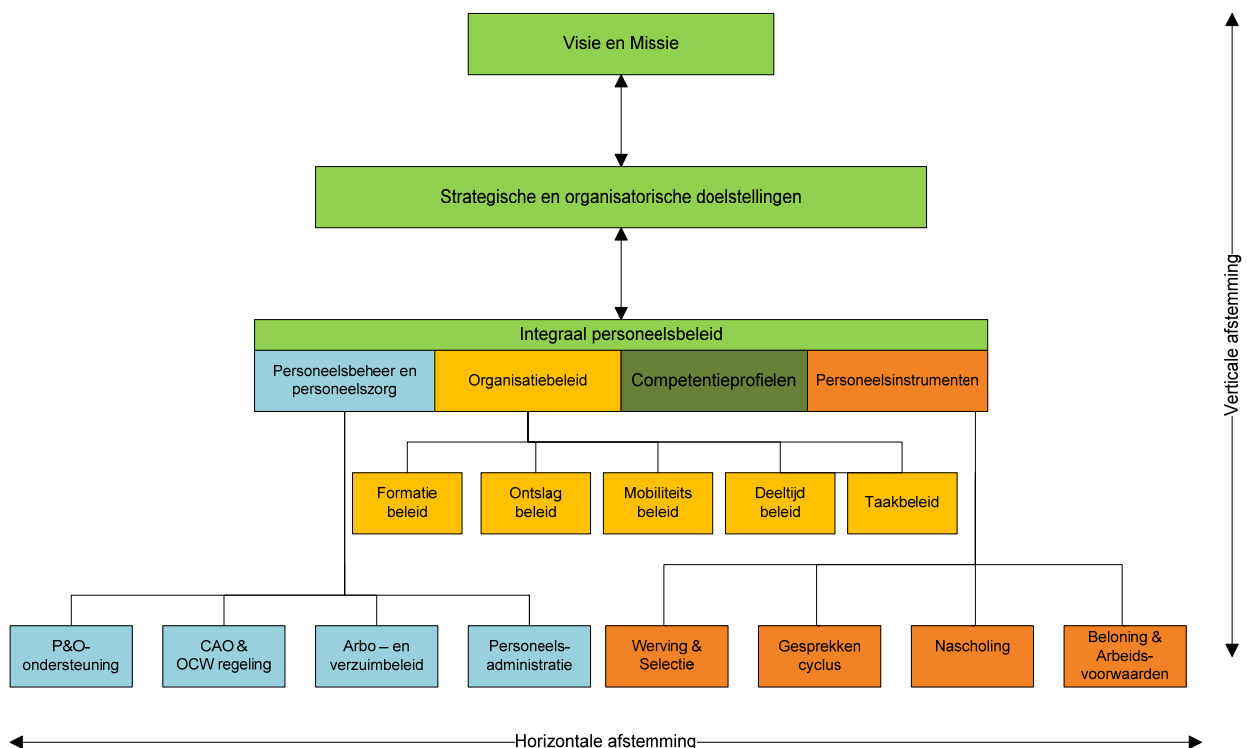 Visie en Missie
Strategische en organisatorische doelstellingen
Integraal personeelsbeleid
Personeelsbeheer en
personeelszorg
Organisatiebeleid
Competentieprofielen
Personeelsinstrumenten
Formatie
beleid
Ontslag
beleid
Mobiliteits
beleid
Deeltijd
beleid
Taakbeleid
P&O-
ondersteuning
CAO &
OCW regeling
Arbo – en
verzuimbeleid
Personeels-
administratie
Werving &
Selectie
Gesprekken
cyclus
Nascholing
Beloning &
Arbeids-
voorwaarden
Verticale afstemming
Horizontale afstemming